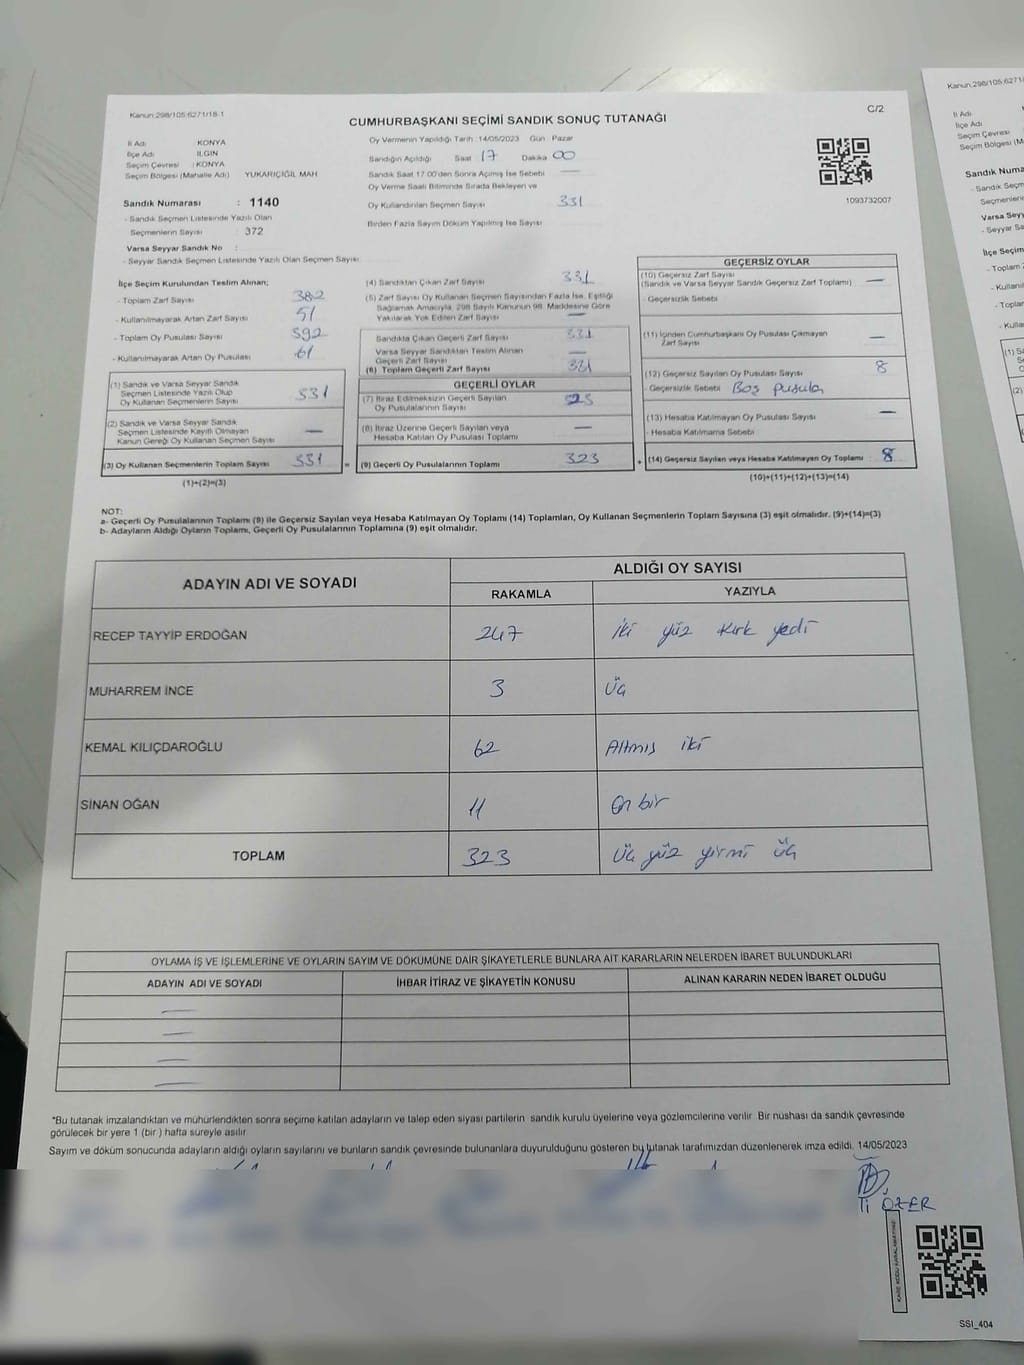 Kanun:298/105.6271/18-1
C/2
CUMHURBAŞKANI SEÇİMİ SANDIK SONUÇ TUTANAĞI
İl Adı KONYA
İlçe Adı ILGIN
Seçim Çevresi : KONYA
Seçim Bölgesi (Mahalle Adı) YUKARIÇİĞİL MAH
Sandık Numarası : 1140
- Sandık Seçmen Listesinde Yazılı Olan
Seçmenlerin Sayısı : 372
Varsa Seyyar Sandık No :
- Seyyar Sandık Seçmen Listesinde Yazılı Olan Seçmen Sayısı
Oy Vermenin Yapıldığı Tarih :14/05/2023 Gün : Pazar
Sandığın Açıldığı Saat 17 Dakika 00
Sandık Saat 17.00'den Sonra Açılmış İse Sebebi —
Oy Verme Saati Bitiminde Sırada Bekleyen ve
Oy Kullandırılan Seçmen Sayısı 331
Birden Fazla Sayım Döküm Yapılmış İse Sayısı
1093732007
İlçe Seçim Kurulundan Teslim Alınan;
- Toplam Zarf Sayısı 382
- Kullanılmayarak Artan Zarf Sayısı 51
- Toplam Oy Pusulası Sayısı 392
- Kullanılmayarak Artan Oy Pusulası 61
(1) Sandık ve Varsa Seyyar Sandık
Seçmen Listesinde Yazılı Olup
Oy Kullanan Seçmenlerin Sayısı 331
(2) Sandık ve Varsa Seyyar Sandık
Seçmen Listesinde Kayıtlı Olmayan
Kanun Gereği Oy Kullanan Seçmen Sayısı —
(3) Oy Kullanan Seçmenlerin Toplam Sayısı 331 =
(1)+(2)=(3)
(4) Sandıktan Çıkan Zarf Sayısı 331
(5) Zarf Sayısı Oy Kullanan Seçmen Sayısından Fazla İse, Eşitliği
Sağlamak Amacıyla, 298 Sayılı Kanunun 98. Maddesine Göre
Yakılarak Yok Edilen Zarf Sayısı —
Sandıkta Çıkan Geçerli Zarf Sayısı 331
Varsa Seyyar Sandıktan Teslim Alınan
Geçerli Zarf Sayısı —
(6) Toplam Geçerli Zarf Sayısı 331
GEÇERLİ OYLAR
(7) İtiraz Edilmeksizin Geçerli Sayılan
Oy Pusulalarının Sayısı
(8) İtiraz Üzerine Geçerli Sayılan veya
Hesaba Katılan Oy Pusulası Toplamı —
(9) Geçerli Oy Pusulalarının Toplamı 323 +
GEÇERSİZ OYLAR
(10) Geçersiz Zarf Sayısı
(Sandık ve Varsa Seyyar Sandık Geçersiz Zarf Toplamı) —
- Geçersizlik Sebebi
(11) İçinden Cumhurbaşkanı Oy Pusulası Çıkmayan
Zarf Sayısı —
(12) Geçersiz Sayılan Oy Pusulası Sayısı 8
- Geçersizlik Sebebi Boş pusula
(13) Hesaba Katılmayan Oy Pusulası Sayısı —
- Hesaba Katılmama Sebebi
(14) Geçersiz Sayılan veya Hesaba Katılmayan Oy Toplamı : 8
(10)+(11)+(12)+(13)=(14)
NOT:
a- Geçerli Oy Pusulalarının Toplamı (9) ile Geçersiz Sayılan veya Hesaba Katılmayan Oy Toplamı (14) Toplamları, Oy Kullanan Seçmenlerin Toplam Sayısına (3) eşit olmalıdır. (9)+(14)=(3)
b- Adayların Aldığı Oyların Toplamı, Geçerli Oy Pusulalarının Toplamına (9) eşit olmalıdır.
ADAYIN ADI VE SOYADI ALDIĞI OY SAYISI
RAKAMLA YAZIYLA
RECEP TAYYİP ERDOĞAN 247 İki yüz kırk yedi
MUHARREM İNCE 3 Üç
KEMAL KILIÇDAROĞLU 62 Altmış iki
SİNAN OĞAN 11 On bir
TOPLAM 323 Üç yüz yirmi üç
OYLAMA İŞ VE İŞLEMLERİNE VE OYLARIN SAYIM VE DÖKÜMÜNE DAİR ŞİKAYETLERLE BUNLARA AİT KARARLARIN NELERDEN İBARET BULUNDUKLARI
ADAYIN ADI VE SOYADI İHBAR İTİRAZ VE ŞİKAYETİN KONUSU ALINAN KARARIN NEDEN İBARET OLDUĞU
—
—
—
—
*Bu tutanak imzalandıktan ve mühürlendikten sonra seçime katılan adayların ve talep eden siyasi partilerin sandık kurulu üyelerine veya gözlemcilerine verilir. Bir nüshası da sandık çevresinde
görülecek bir yere 1 (bir ) hafta süreyle asılır.
Sayım ve döküm sonucunda adayların aldığı oyların sayılarını ve bunların sandık çevresinde bulunanlara duyurulduğunu gösteren bu tutanak tarafımızdan düzenlenerek imza edildi. 14/05/2023
ÖZER
KARE KODU KARALAMAYINIZ
SSI_404
Kanun:298/105.6271/
İl Adı
İlçe Adı
Seçim Çevresi
Seçim Bölgesi (M
Sandık Numa